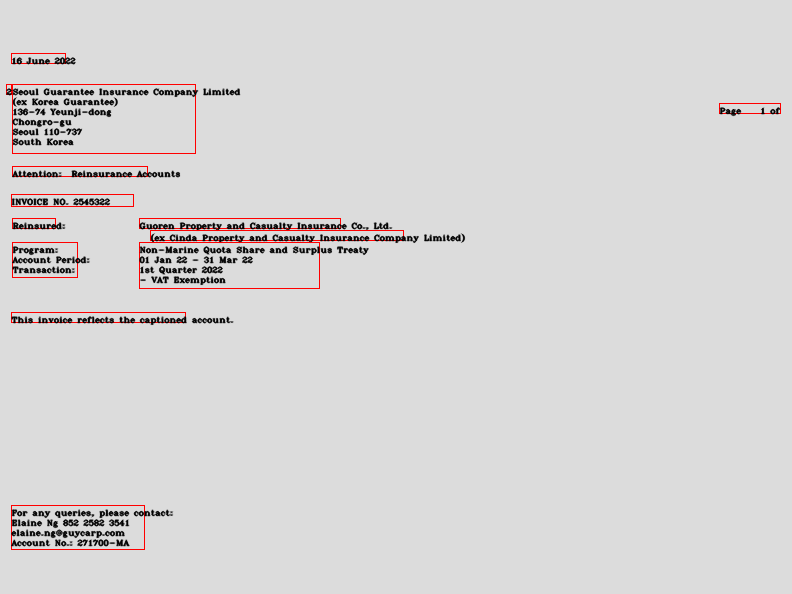 16 June 2022
2
Seoul Guarantee Insurance Company Limited
(ex Korea Guarantee)
136-74 Yeunji-dong
Chongro-gu
Seoul 110-737
South Korea
Page 1 of
Attention: Reinsurance Accounts
INVOICE NO. 2545322
Reinsured: Guoren Property and Casualty Insurance Co., Ltd.
(ex Cinda Property and Casualty Insurance Company Limited)
Program: Non-Marine Quota Share and Surplus Treaty
Account Period: 01 Jan 22 - 31 Mar 22
Transaction: 1st Quarter 2022
- VAT Exemption
This invoice reflects the captioned account.
For any queries, please contact:
Elaine Ng 852 2582 3541
elaine.ng@guycarp.com
Account No.: 271700-MA